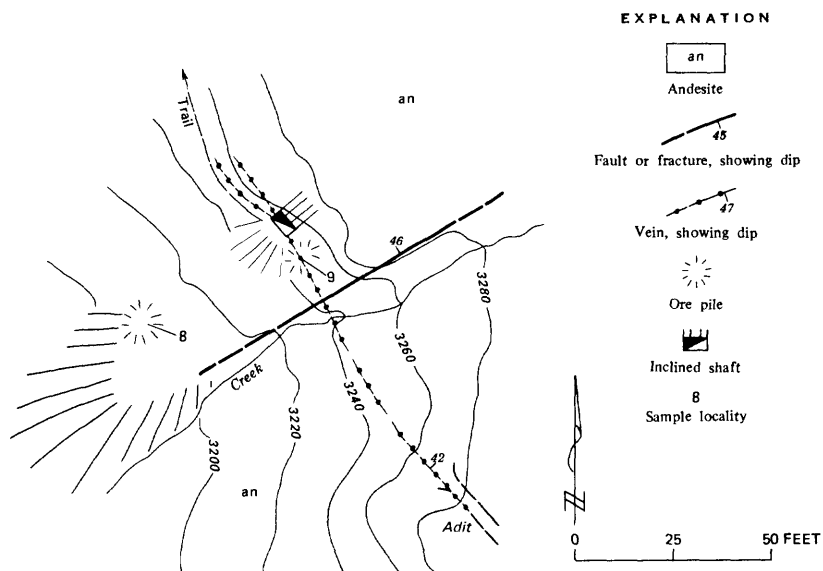 EXPLANATION
an
Andesite
45
Fault or fracture, showing dip
47
Vein, showing dip
Ore pile
Inclined shaft
8
Sample locality
N
0 25 50 FEET
Trail
an
46
9
8
3280
3260
3240
Creek
3220
3200
42
an
Adit